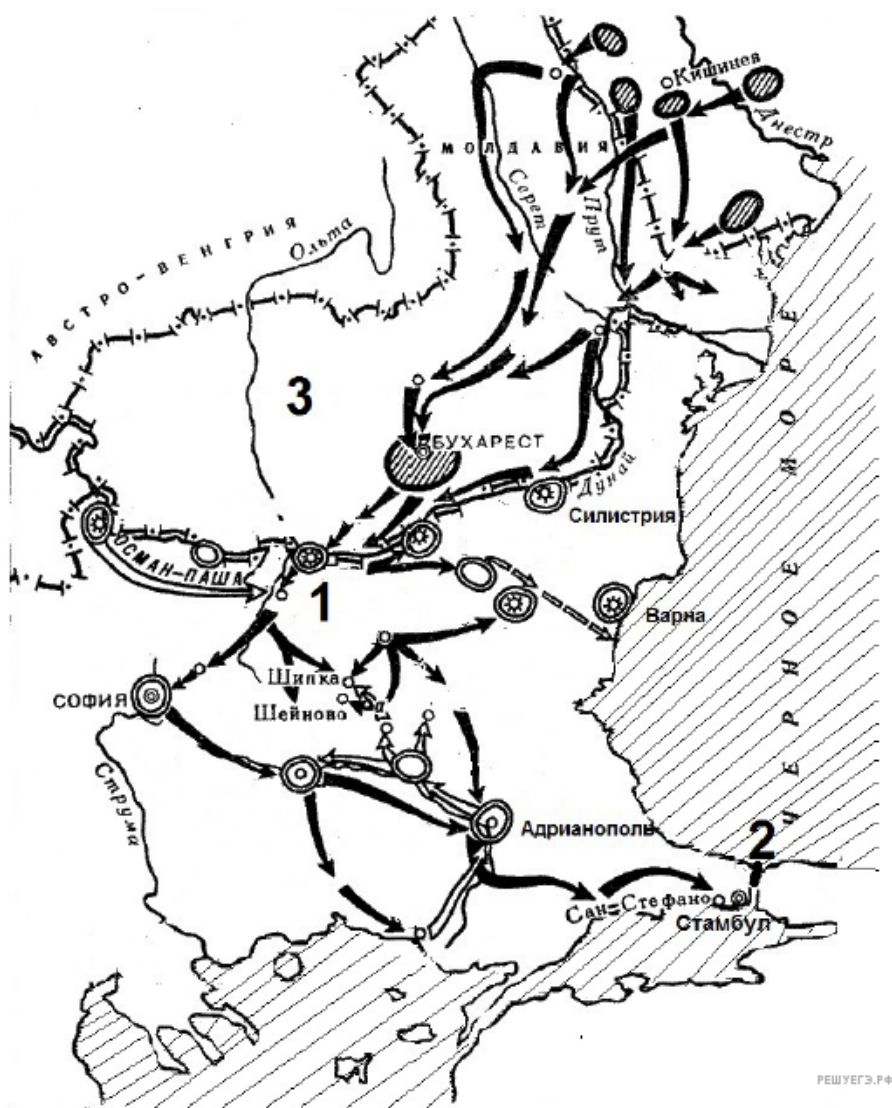 Кишинев
Днестр
МОЛДАВИЯ
Серет
Прут
АВСТРО-ВЕНГРИЯ
Ольта
ЧЕРНОЕ МОРЕ
3
БУХАРЕСТ
Дунай
Силистрия
ОСМАН-ПАША
1
Варна
Шипка
Шейново
СОФИЯ
Струма
Адрианополь
2
Сан-Стефано
Стамбул
РЕШУЕГЭ.РФ